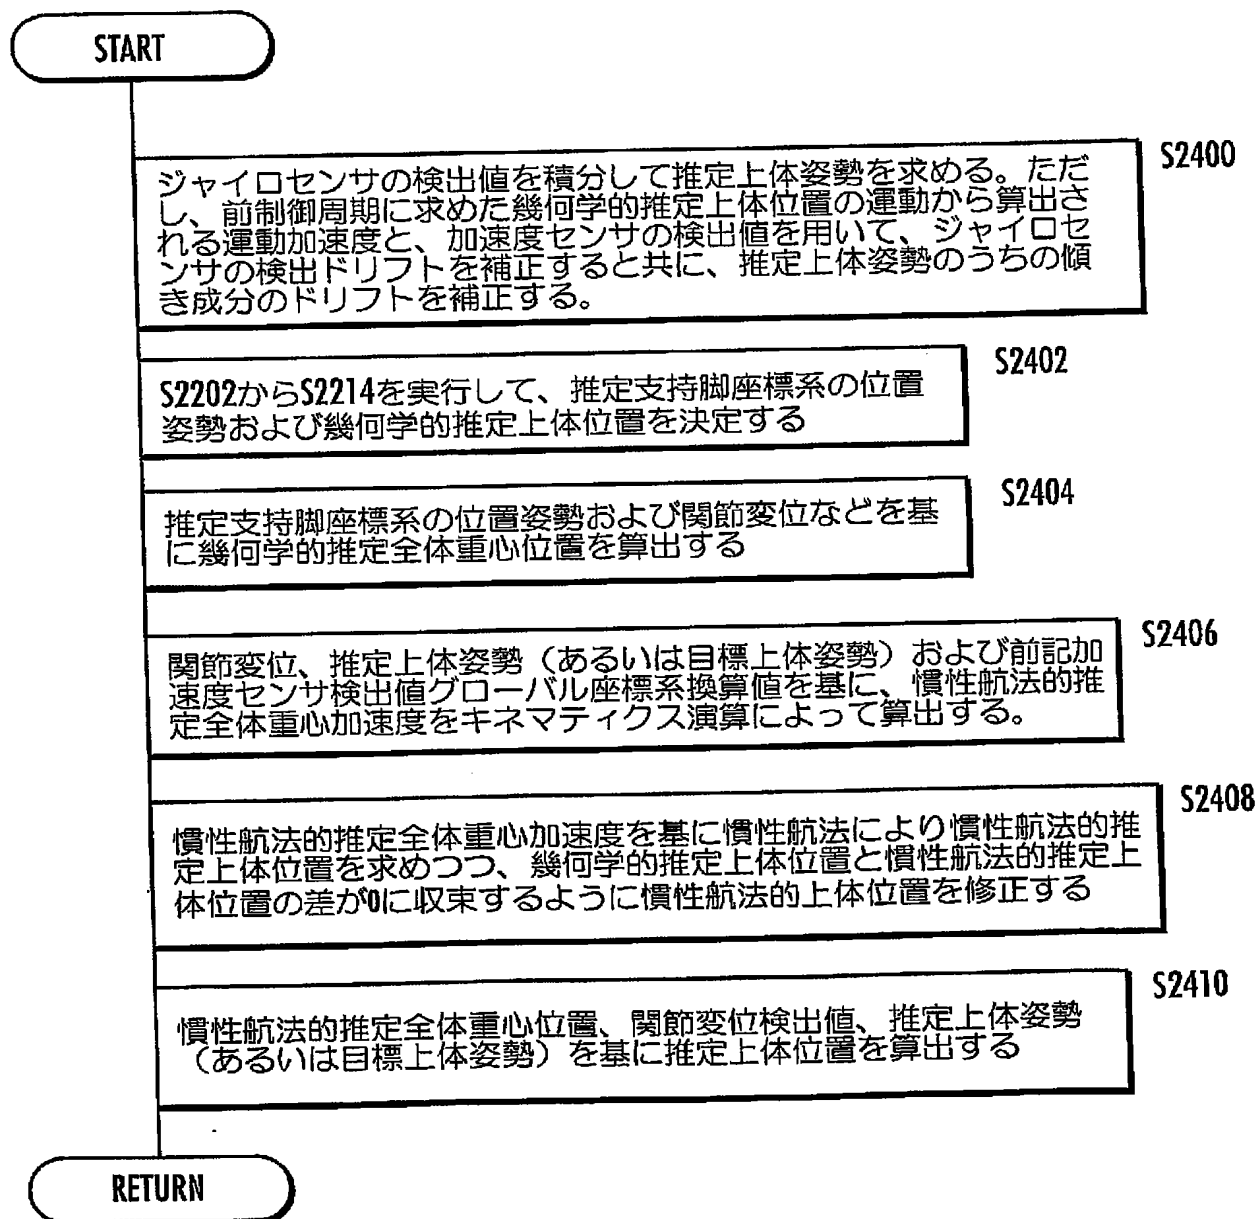 START
S2400
ジャイロセンサの検出値を積分して推定上体姿勢を求める。ただ
し、前制御周期に求めた幾何学的推定上体位置の運動から算出さ
れる運動加速度と、加速度センサの検出値を用いて、ジャイロセ
ンサの検出ドリフトを補正すると共に、推定上体姿勢のうちの傾
き成分のドリフトを補正する。
S2402
S2202からS2214を実行して、推定支持脚座標系の位置
姿勢および幾何学的推定上体位置を決定する
S2404
推定支持脚座標系の位置姿勢および関節変位などを基
に幾何学的推定全体重心位置を算出する
S2406
関節変位、推定上体姿勢（あるいは目標上体姿勢）および前記加
速度センサ検出値グローバル座標系換算値を基に、慣性航法的推
定全体重心加速度をキネマティクス演算によって算出する。
S2408
慣性航法的推定全体重心加速度を基に慣性航法により慣性航法的推
定上体位置を求めつつ、幾何学的推定上体位置と慣性航法的推定上
体位置の差が0に収束するように慣性航法的上体位置を修正する
S2410
慣性航法的推定全体重心位置、関節変位検出値、推定上体姿勢
（あるいは目標上体姿勢）を基に推定上体位置を算出する
RETURN